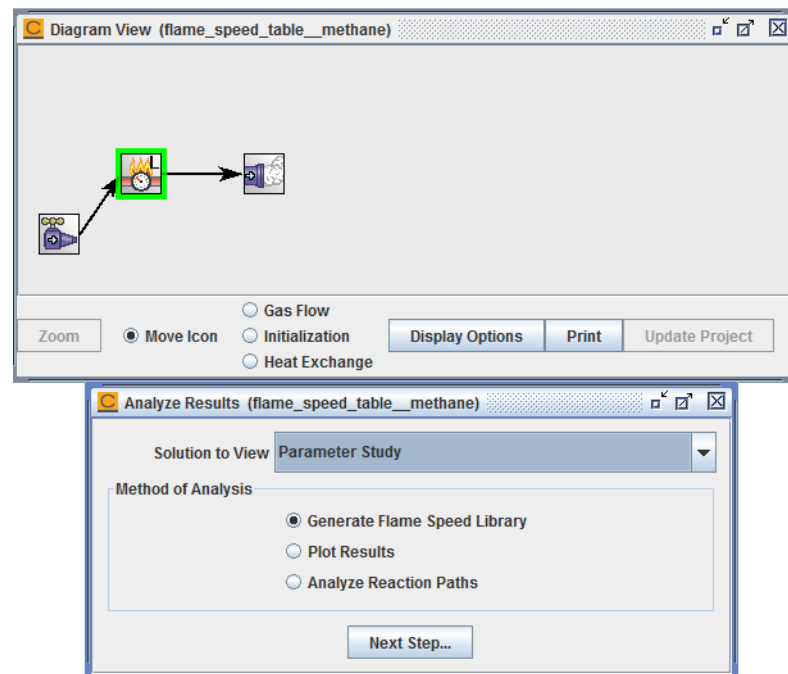 C Diagram View (flame_speed_table__methane)
L
Gas Flow
Zoom Move Icon Initialization Display Options Print Update Project
Heat Exchange
C Analyze Results (flame_speed_table__methane)
Solution to View Parameter Study
Method of Analysis
Generate Flame Speed Library
Plot Results
Analyze Reaction Paths
Next Step...